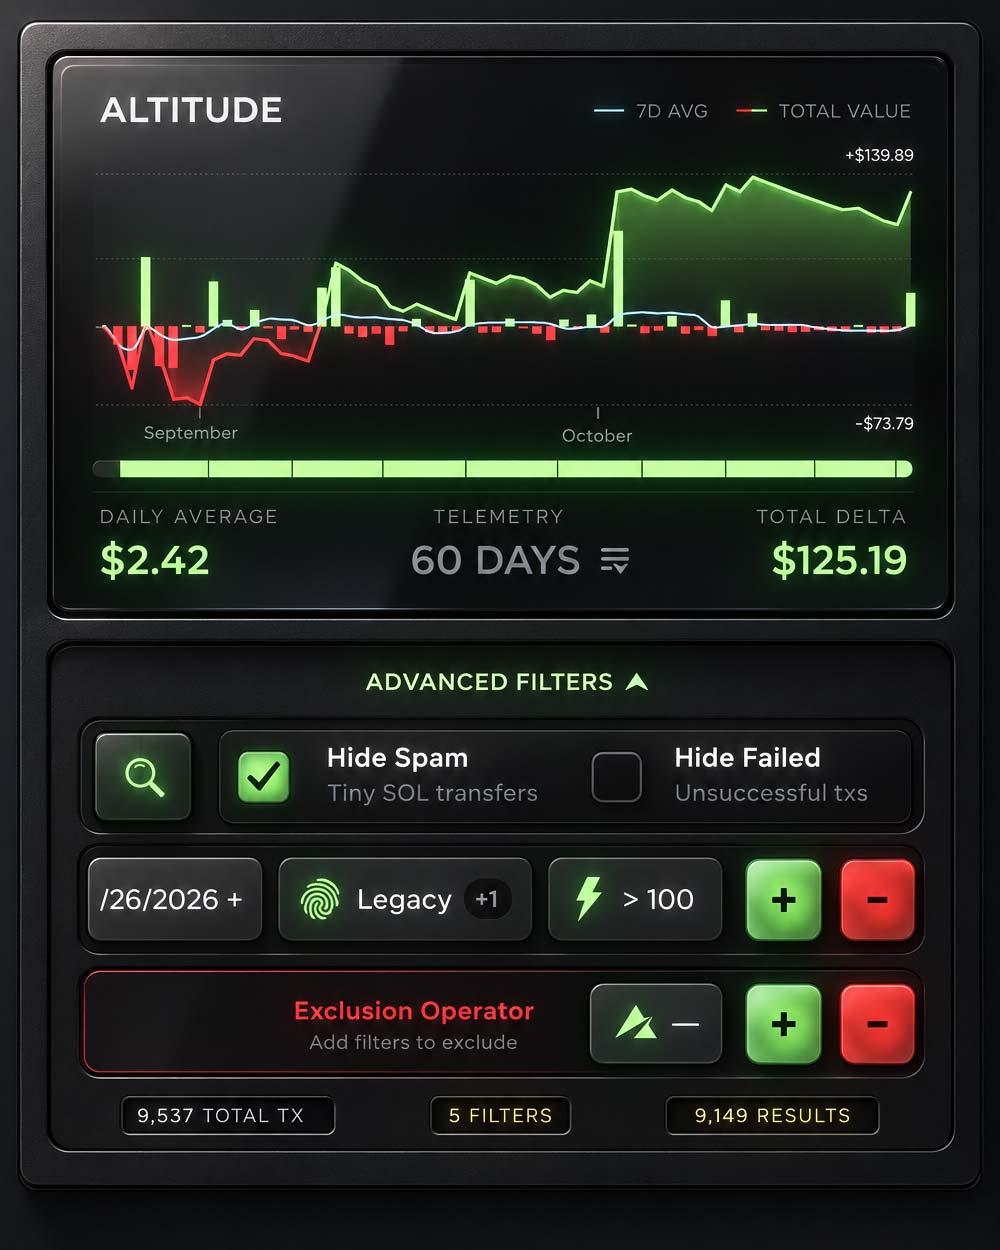 ALTITUDE
7D AVG
TOTAL VALUE
+$139.89
September
October
-$73.79
DAILY AVERAGE
TELEMETRY
TOTAL DELTA
$2.42
60 DAYS
$125.19
ADVANCED FILTERS
Hide Spam
Tiny SOL transfers
Hide Failed
Unsuccessful txs
/26/2026 +
Legacy +1
> 100
+
-
Exclusion Operator
Add filters to exclude
—
+
-
9,537 TOTAL TX
5 FILTERS
9,149 RESULTS